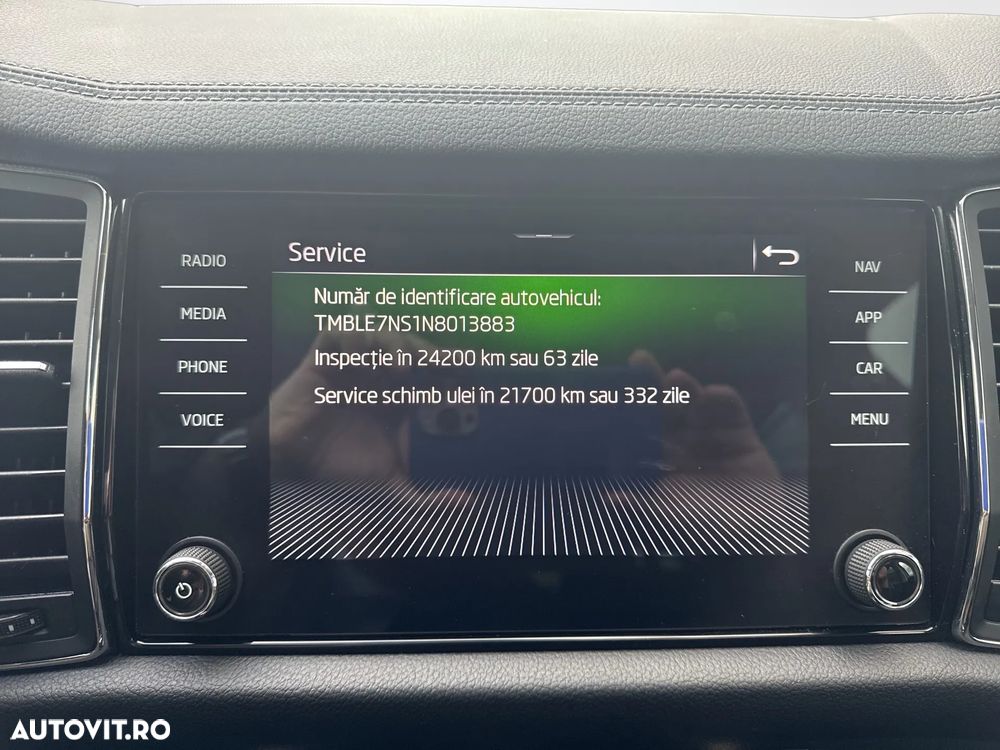 Service
RADIO
MEDIA
PHONE
VOICE
Număr de identificare autovehicul:
TMBLE7NS1N8013883
Inspecție în 24200 km sau 63 zile
Service schimb ulei în 21700 km sau 332 zile
NAV
APP
CAR
MENU
AUTOVIT.RO